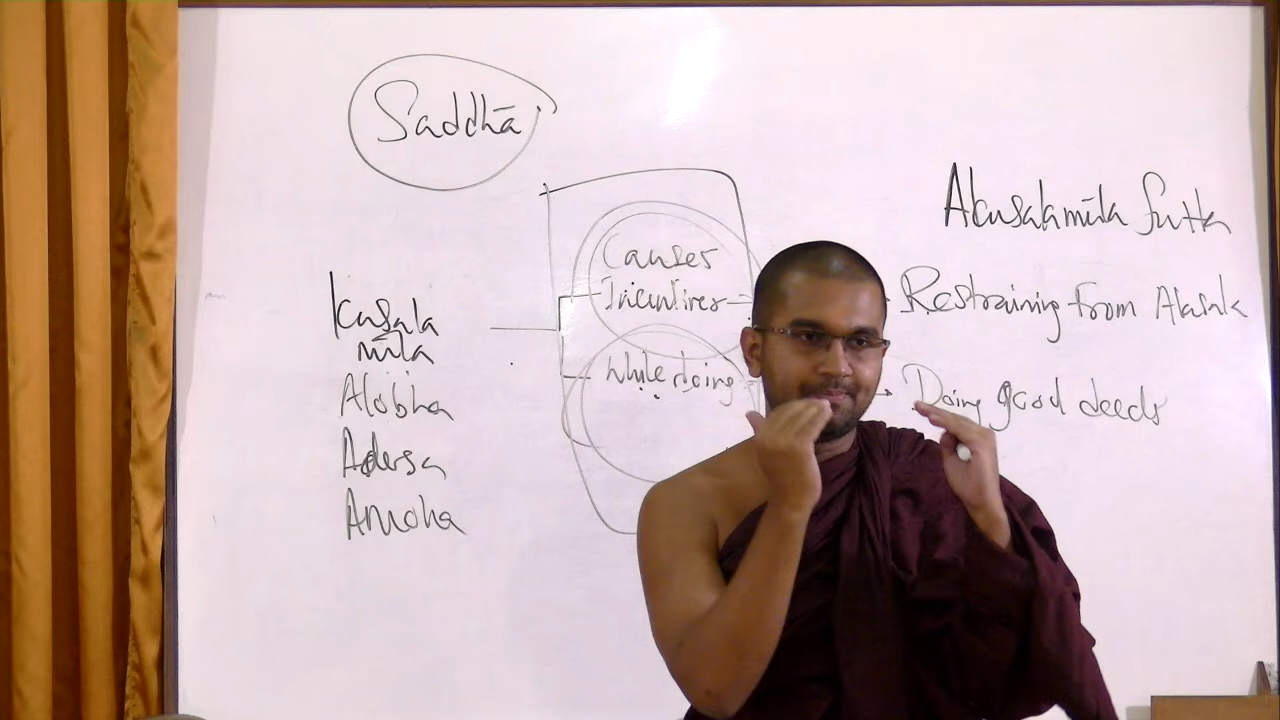 Saddhā
Akusalamūla Sutta
Causes
Incentives
Restraining from Akusala
Kusala
mūla
While doing
Doing good deeds
Alobha
Adosa
Amoha